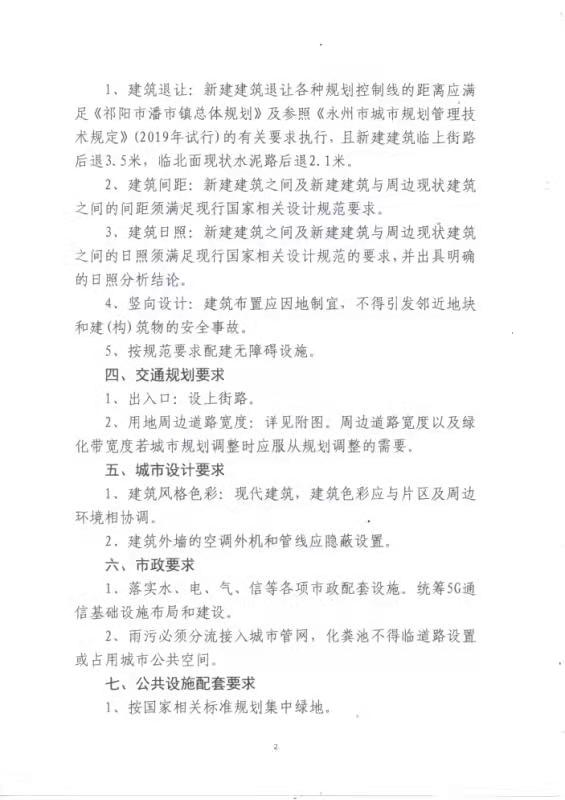 1、建筑退让：新建建筑退让各种规划控制线的距离应满
足《祁阳市潘市镇总体规划》及参照《永州市城市规划管理技
术规定》(2019年试行)的有关要求执行，且新建建筑临上街路
后退3.5米，临北面现状水泥路后退2.1米。
2、建筑间距：新建建筑之间及新建建筑与周边现状建筑
之间的间距须满足现行国家相关设计规范要求。
3、建筑日照：新建建筑之间及新建建筑与周边现状建筑
之间的日照须满足现行国家相关设计规范的要求,并出具明确
的日照分析结论。
4、竖向设计：建筑布置应因地制宜，不得引发邻近地块
和建(构)筑物的安全事故。
5、按规范要求配建无障碍设施。
四、交通规划要求
1、出入口：设上街路。
2、用地周边道路宽度：详见附图。周边道路宽度以及绿
化带宽度若城市规划调整时应服从规划调整的需要。
五、城市设计要求
1、建筑风格色彩：现代建筑，建筑色彩应与片区及周边
环境相协调。
2．建筑外墙的空调外机和管线应隐蔽设置。
六、市政要求
1、落实水、电、气、信等各项市政配套设施。统筹5G通
信基础设施布局和建设。
2、雨污必须分流接入城市管网，化粪池不得临道路设置
或占用城市公共空间。
七、公共设施配套要求
1、按国家相关标准规划集中绿地。
2